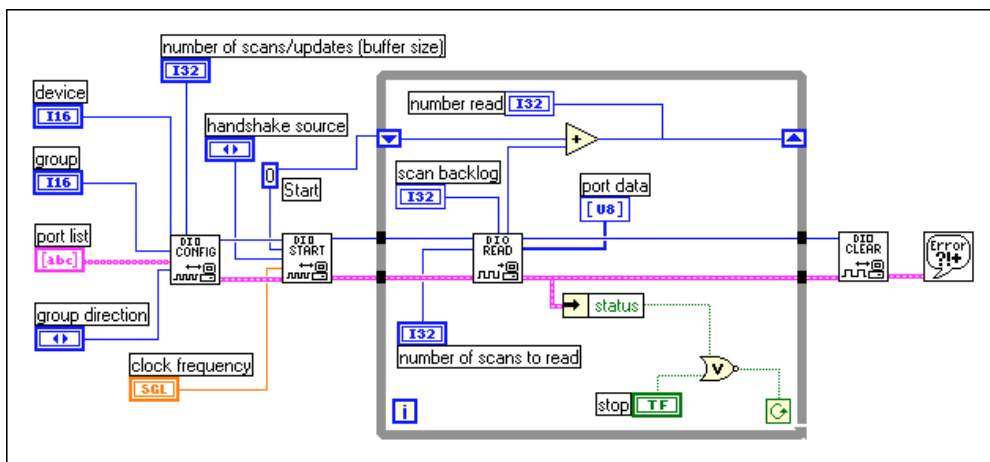 number of scans/updates (buffer size)
I32
device
I16
number read
I32
handshake source
group
I16
0
Start
scan backlog
I32
port data
[U8]
port list
[abc]
DIO
CONFIG
DIO
START
DIO
READ
DIO
CLEAR
Error
?!+
status
group direction
I32
number of scans to read
clock frequency
SGL
V
stop
TF
i